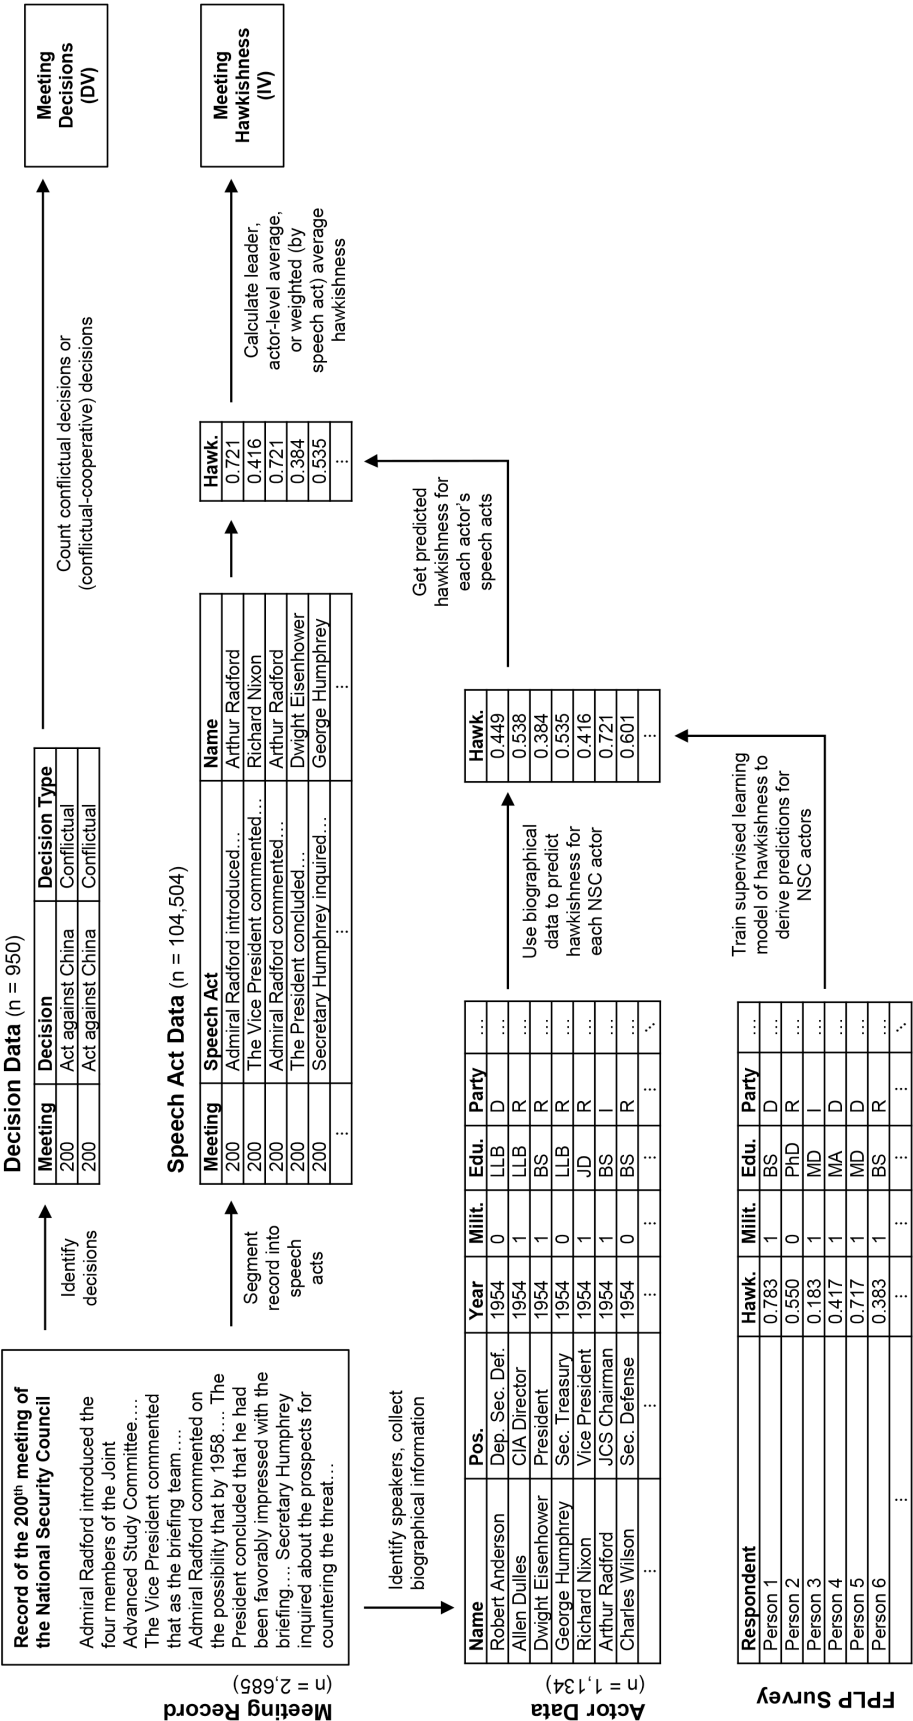 Meeting Record
(n = 2,685)
Record of the 200th meeting of
the National Security Council
Admiral Radford introduced the
four members of the Joint
Advanced Study Committee….
The Vice President commented
that as the briefing team….
Admiral Radford commented on
the possibility that by 1958…. The
President concluded that he had
been favorably impressed with the
briefing…. Secretary Humphrey
inquired about the prospects for
countering the threat…
Identify
decisions
Decision Data (n = 950)
Meeting Decision Decision Type
200 Act against China Conflictual
200 Act against China Conflictual
Count conflictual decisions or
(conflictual-cooperative) decisions
Meeting
Decisions
(DV)
Segment
record into
speech
acts
Speech Act Data (n = 104,504)
Meeting Speech Act Name
200 Admiral Radford introduced… Arthur Radford
200 The Vice President commented… Richard Nixon
200 Admiral Radford commented… Arthur Radford
200 The President concluded… Dwight Eisenhower
200 Secretary Humphrey inquired… George Humphrey
⋮ ⋮ ⋮
Hawk.
0.721
0.416
0.721
0.384
0.535
⋮
Calculate leader,
actor-level average,
or weighted (by
speech act) average
hawkishness
Meeting
Hawkishness
(IV)
Identify speakers, collect
biographical information
Actor Data
(n = 1,134)
Name Pos. Year Milit. Edu. Party
Robert Anderson Dep. Sec. Def. 1954 0 LLB D …
Allen Dulles CIA Director 1954 1 LLB R …
Dwight Eisenhower President 1954 1 BS R …
George Humphrey Sec. Treasury 1954 0 LLB R …
Richard Nixon Vice President 1954 1 JD R …
Arthur Radford JCS Chairman 1954 1 BS I …
Charles Wilson Sec. Defense 1954 0 BS R …
⋮ ⋮ ⋮ ⋮ ⋮ ⋮ ⋱
Use biographical
data to predict
hawkishness for
each NSC actor
Hawk.
0.449
0.538
0.384
0.535
0.416
0.721
0.601
⋮
Get predicted
hawkishness for
each actor’s
speech acts
FPLP Survey
Respondent Hawk. Milit. Edu. Party …
Person 1 0.783 1 BS D …
Person 2 0.550 0 PhD R …
Person 3 0.183 1 MD I …
Person 4 0.417 1 MA D …
Person 5 0.717 1 MD D …
Person 6 0.383 1 BS R …
⋮ ⋮ ⋮ ⋮ ⋮ ⋱
Train supervised learning
model of hawkishness to
derive predictions for
NSC actors